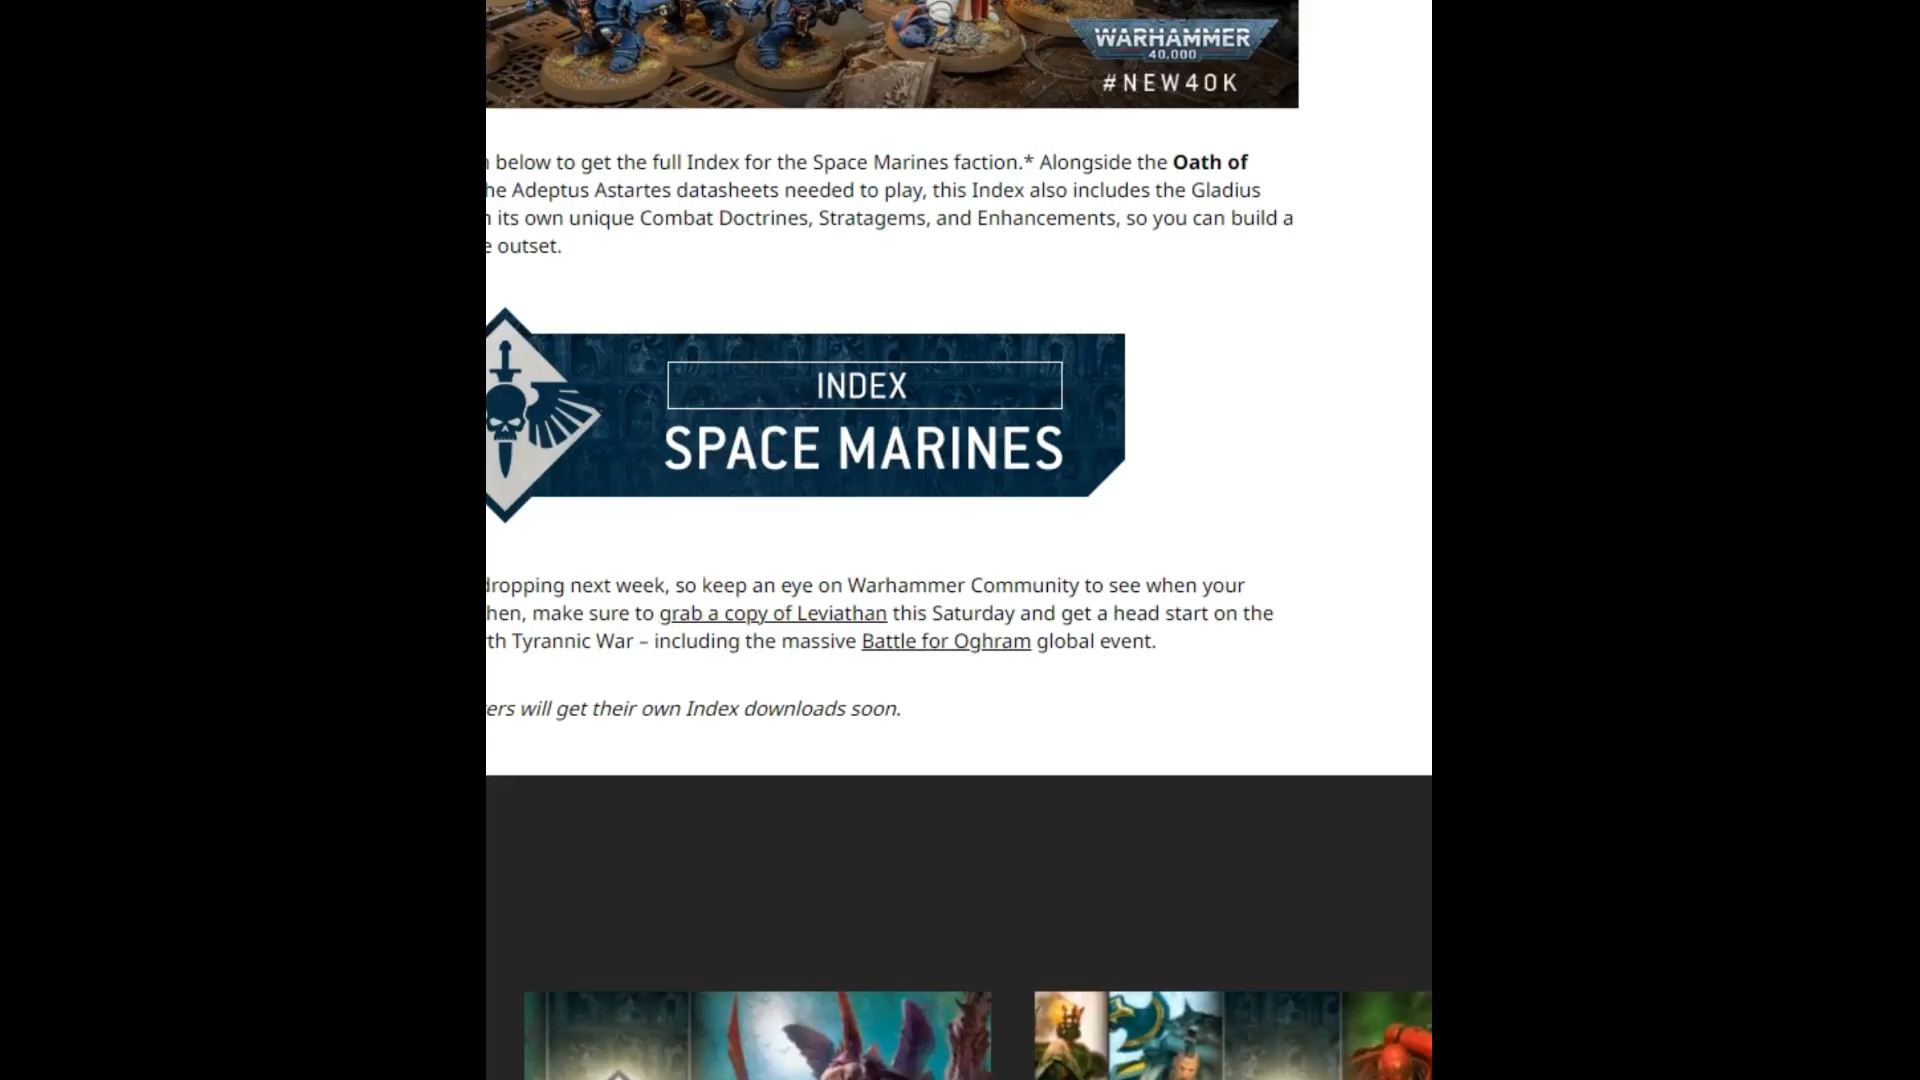 WARHAMMER
40,000
#NEW40K
below to get the full Index for the Space Marines faction.* Alongside the Oath of
he Adeptus Astartes datasheets needed to play, this Index also includes the Gladius
its own unique Combat Doctrines, Stratagems, and Enhancements, so you can build a
e outset.
INDEX
SPACE MARINES
dropping next week, so keep an eye on Warhammer Community to see when your
hen, make sure to grab a copy of Leviathan this Saturday and get a head start on the
th Tyrannic War – including the massive Battle for Oghram global event.
ers will get their own Index downloads soon.